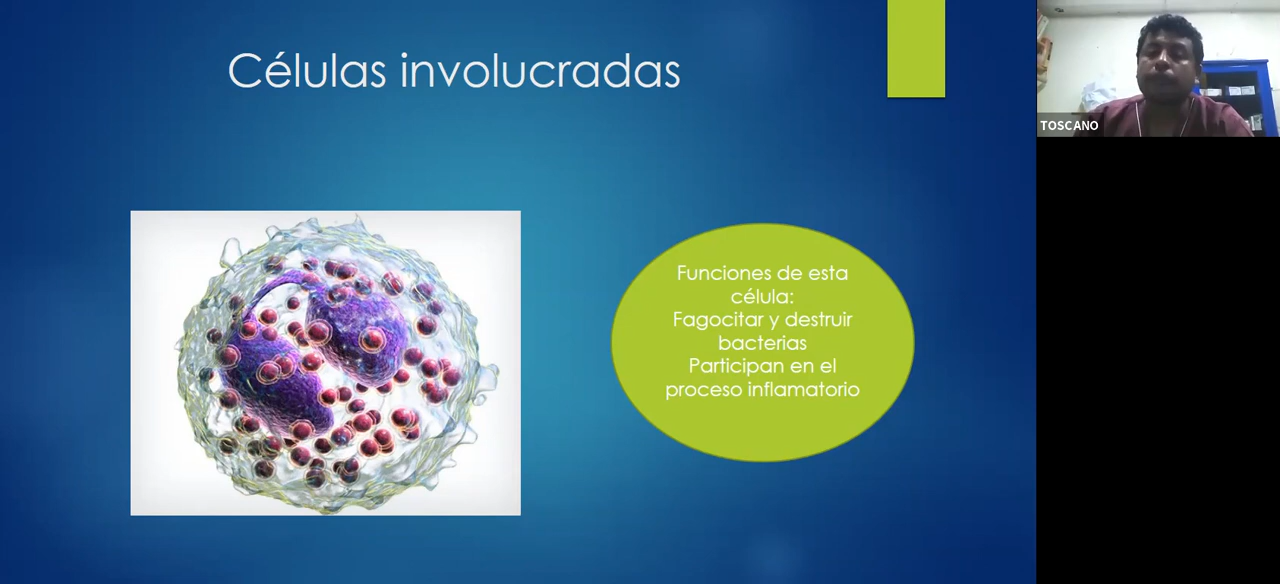 Células involucradas
Funciones de esta
célula:
Fagocitar y destruir
bacterias
Participan en el
proceso inflamatorio
TOSCANO